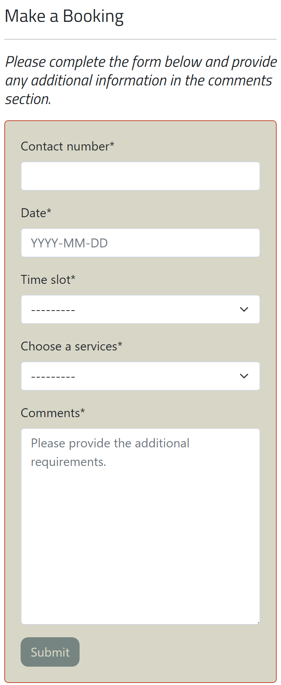 Make a Booking
Please complete the form below and provide
any additional information in the comments
section.
Contact number*
Date*
YYYY-MM-DD
Time slot*
---------
Choose a services*
---------
Comments*
Please provide the additional
requirements.
Submit